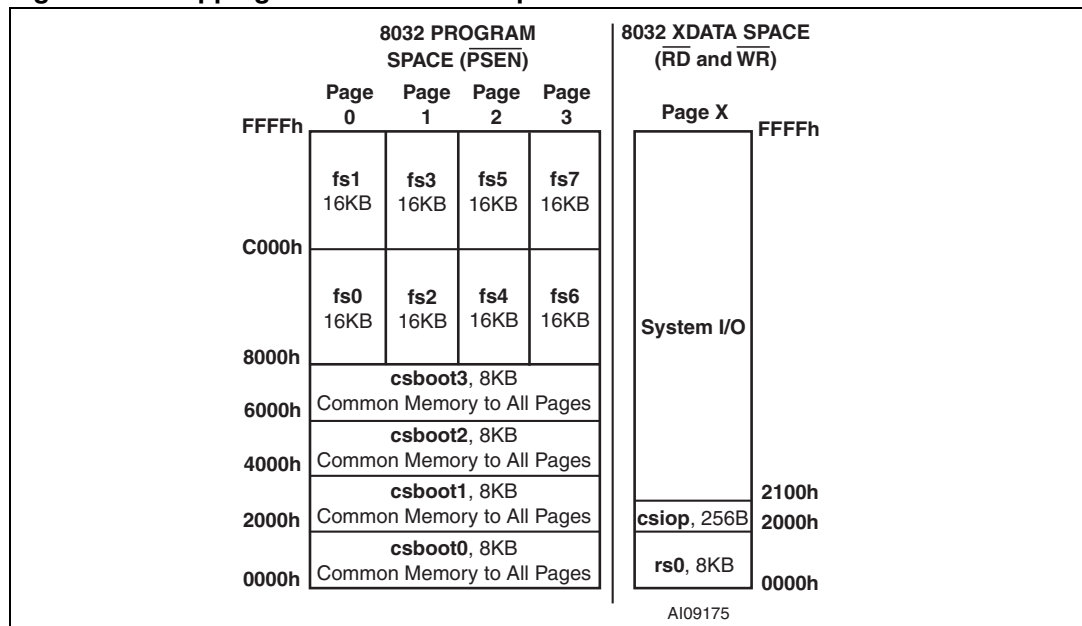 8032 PROGRAM
SPACE (PSEN)
Page 0
Page 1
Page 2
Page 3
FFFFh
fs1
16KB
fs3
16KB
fs5
16KB
fs7
16KB
C000h
fs0
16KB
fs2
16KB
fs4
16KB
fs6
16KB
8000h
csboot3, 8KB
Common Memory to All Pages
6000h
csboot2, 8KB
Common Memory to All Pages
4000h
csboot1, 8KB
Common Memory to All Pages
2000h
csboot0, 8KB
Common Memory to All Pages
0000h
8032 XDATA SPACE
(RD and WR)
Page X
FFFFh
System I/O
2100h
csiop, 256B
2000h
rs0, 8KB
0000h
AI09175